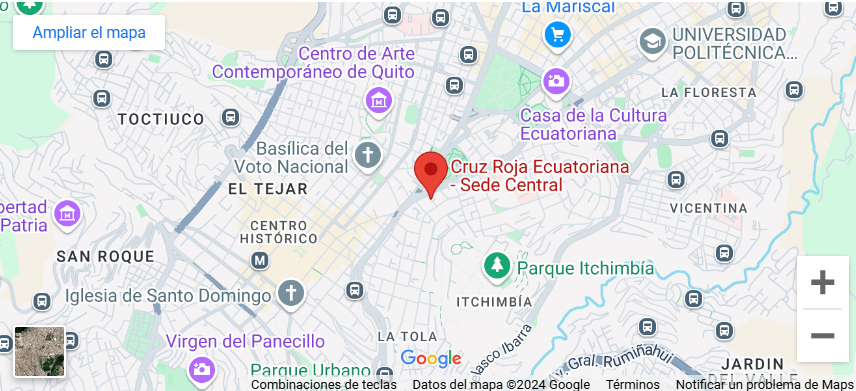 La Mariscal
Ampliar el mapa
UNIVERSIDAD
POLITÉCNICA...
Centro de Arte
Contemporáneo de Quito
LA FLORESTA
TOCTIUCO
Casa de la Cultura
Ecuatoriana
Basílica del
Voto Nacional
Cruz Roja Ecuatoriana
- Sede Central
EL TEJAR
VICENTINA
Libertad
Patria
CENTRO
HISTÓRICO
SAN ROQUE
M
Parque Itchimbía
Iglesia de Santo Domingo
ITCHIMBÍA
Virgen del Panecillo
LA TOLA
Google
Velasco Ibarra
Av. Gral. Rumiñahui
JARDIN
DEL VALLE
Parque Urbano
Combinaciones de teclas
Datos del mapa ©2024 Google
Términos
Notificar un problema de Maps